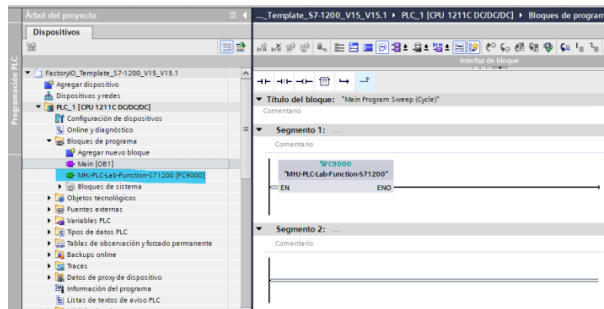 Árbol del proyecto
..._Template_S7-1200_V15_V15.1 ▸ PLC_1 [CPU 1211C DC/DC/DC] ▸ Bloques de program
Dispositivos
Programación PLC
Interfaz de bloque
FactoryIO_Template_S7-1200_V15_V15.1
Agregar dispositivo
Dispositivos y redes
PLC_1 [CPU 1211C DC/DC/DC]
Configuración de dispositivos
Online y diagnóstico
Bloques de programa
Agregar nuevo bloque
Main [OB1]
MHJ-PLC-Lab-Function-S71200 [FC9000]
Bloques de sistema
Objetos tecnológicos
Fuentes externas
Variables PLC
Tipos de datos PLC
Tablas de observación y forzado permanente
Backups online
Traces
Datos de proxy de dispositivo
Información del programa
Listas de textos de aviso PLC
Título del bloque: "Main Program Sweep (Cycle)"
Comentario
Segmento 1: ....
Comentario
%FC9000
"MHJ-PLC-Lab-Function-S71200"
EN ENO
Segmento 2: ....
Comentario